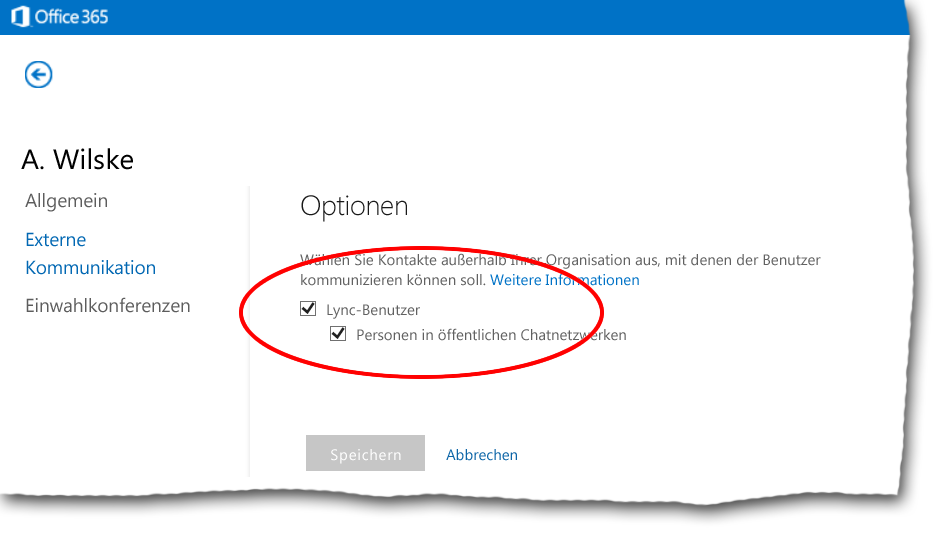 Office 365
A. Wilske
Allgemein
Externe
Kommunikation
Einwahlkonferenzen
Optionen
Wählen Sie Kontakte außerhalb Ihrer Organisation aus, mit denen der Benutzer
kommunizieren können soll. Weitere Informationen
Lync-Benutzer
Personen in öffentlichen Chatnetzwerken
Speichern Abbrechen